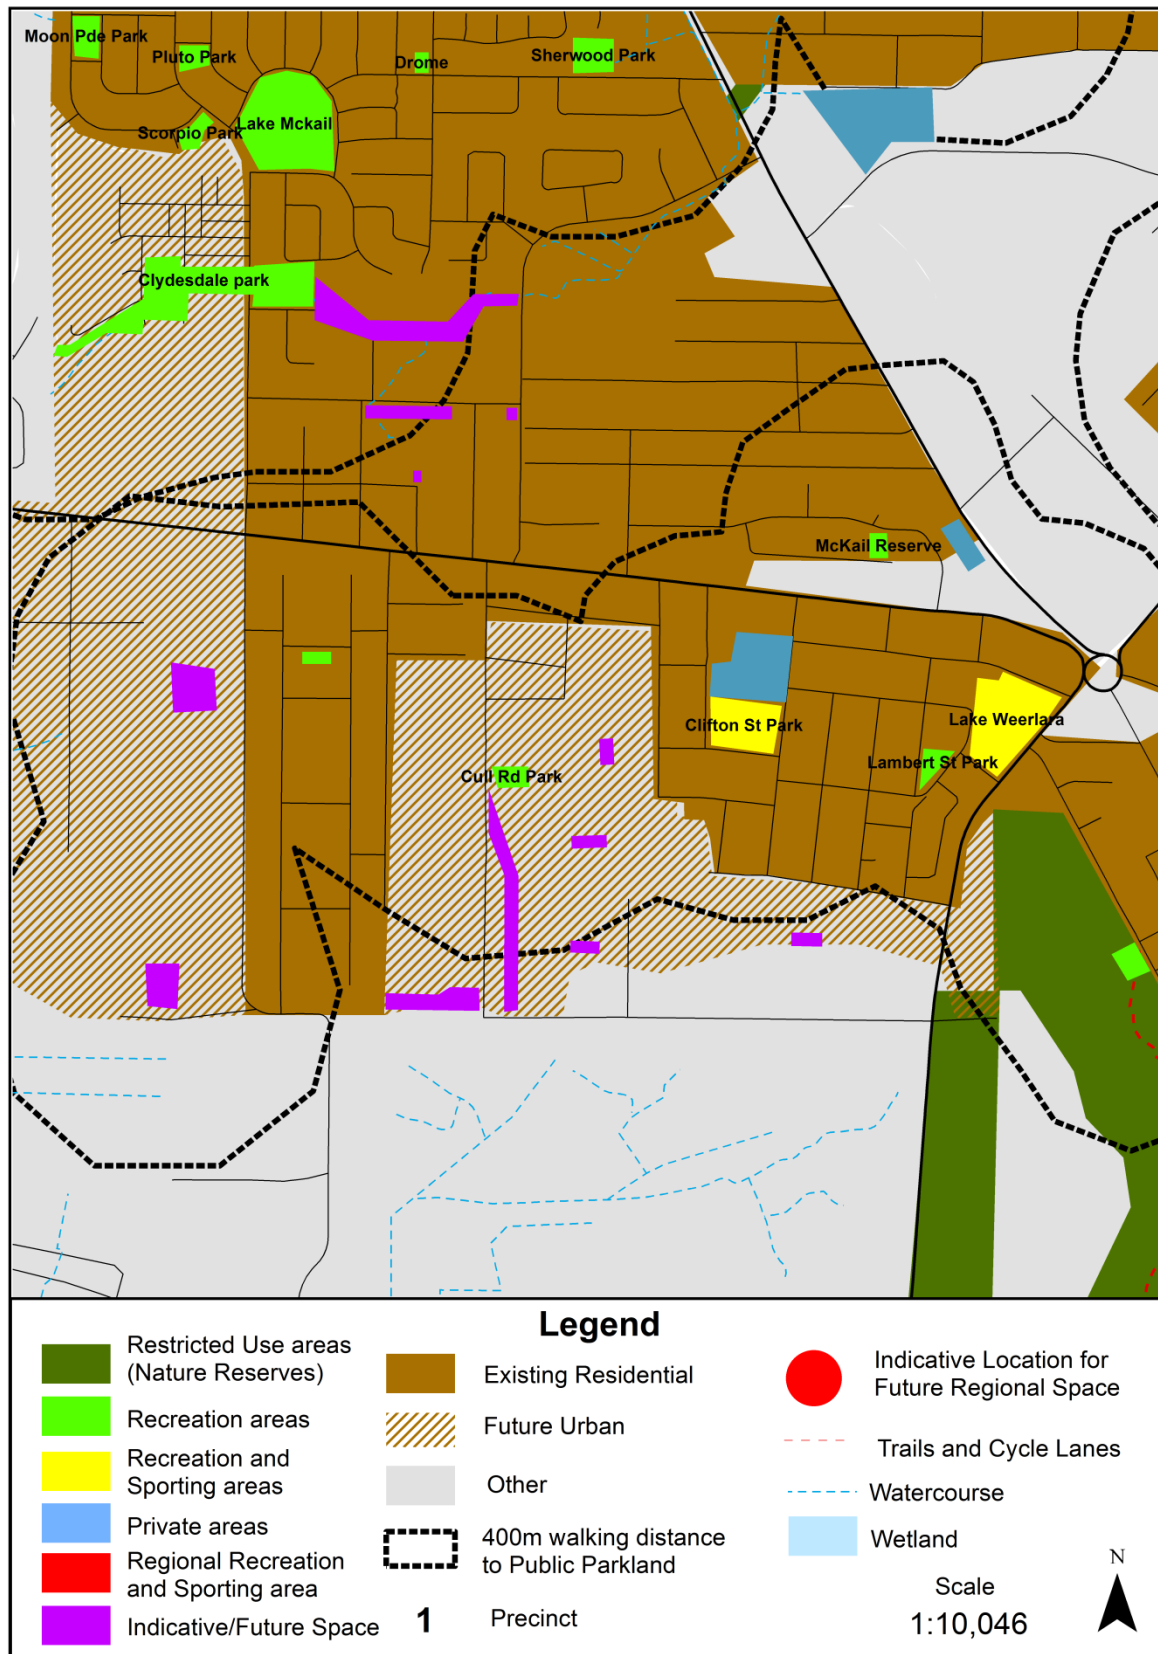 Moon Pde Park
Pluto Park
Drome
Sherwood Park
Scorpio Park
Lake Mckail
Clydesdale park
McKail Reserve
Clifton St Park
Lake Weerlara
Lambert St Park
Cull Rd Park
Legend
Restricted Use areas
(Nature Reserves)
Recreation areas
Recreation and
Sporting areas
Private areas
Regional Recreation
and Sporting area
Indicative/Future Space
Existing Residential
Future Urban
Other
400m walking distance
to Public Parkland
1 Precinct
Indicative Location for
Future Regional Space
Trails and Cycle Lanes
Watercourse
Wetland
N
Scale
1:10,046